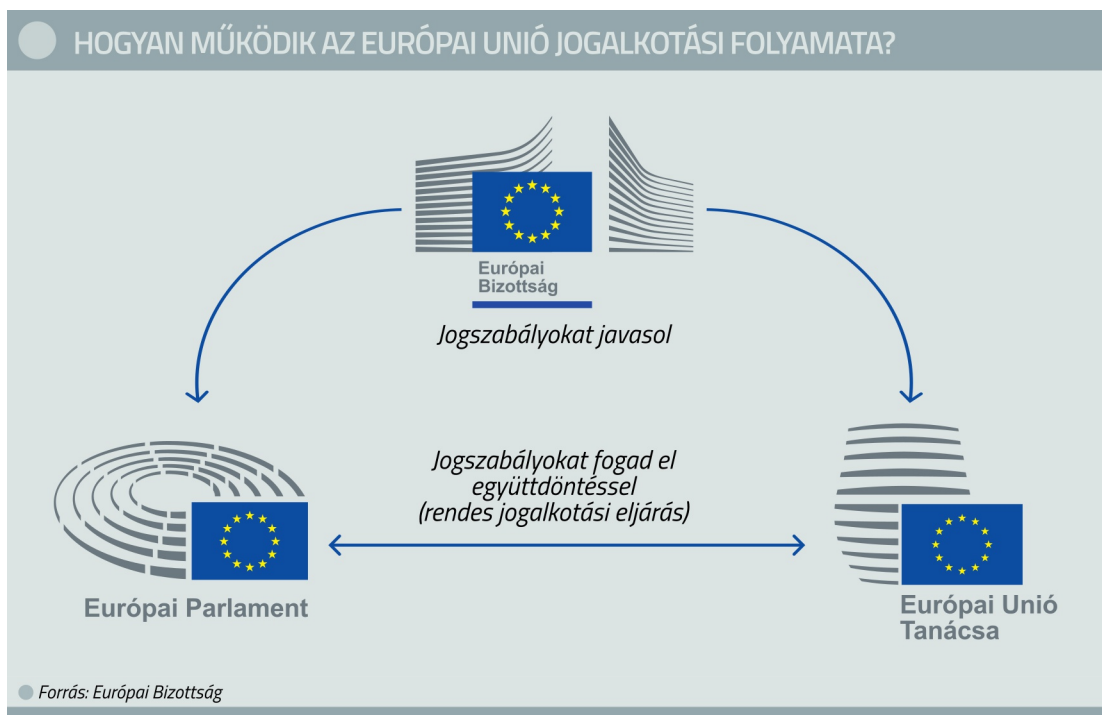 HOGYAN MŰKÖDIK AZ EURÓPAI UNIÓ JOGALKOTÁSI FOLYAMATA?
Európai
Bizottság
Jogszabályokat javasol
Jogszabályokat fogad el
együttdöntéssel
(rendes jogalkotási eljárás)
Európai Parlament
Európai Unió
Tanácsa
Forrás: Európai Bizottság